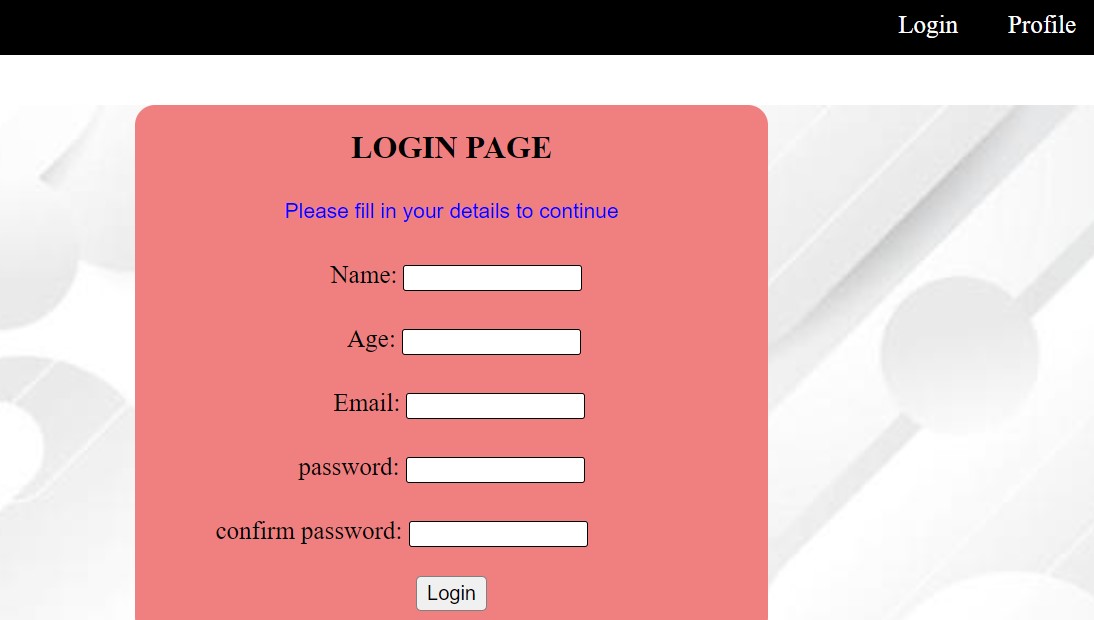 Login Profile
LOGIN PAGE
Please fill in your details to continue
Name:
Age:
Email:
password:
confirm password:
Login